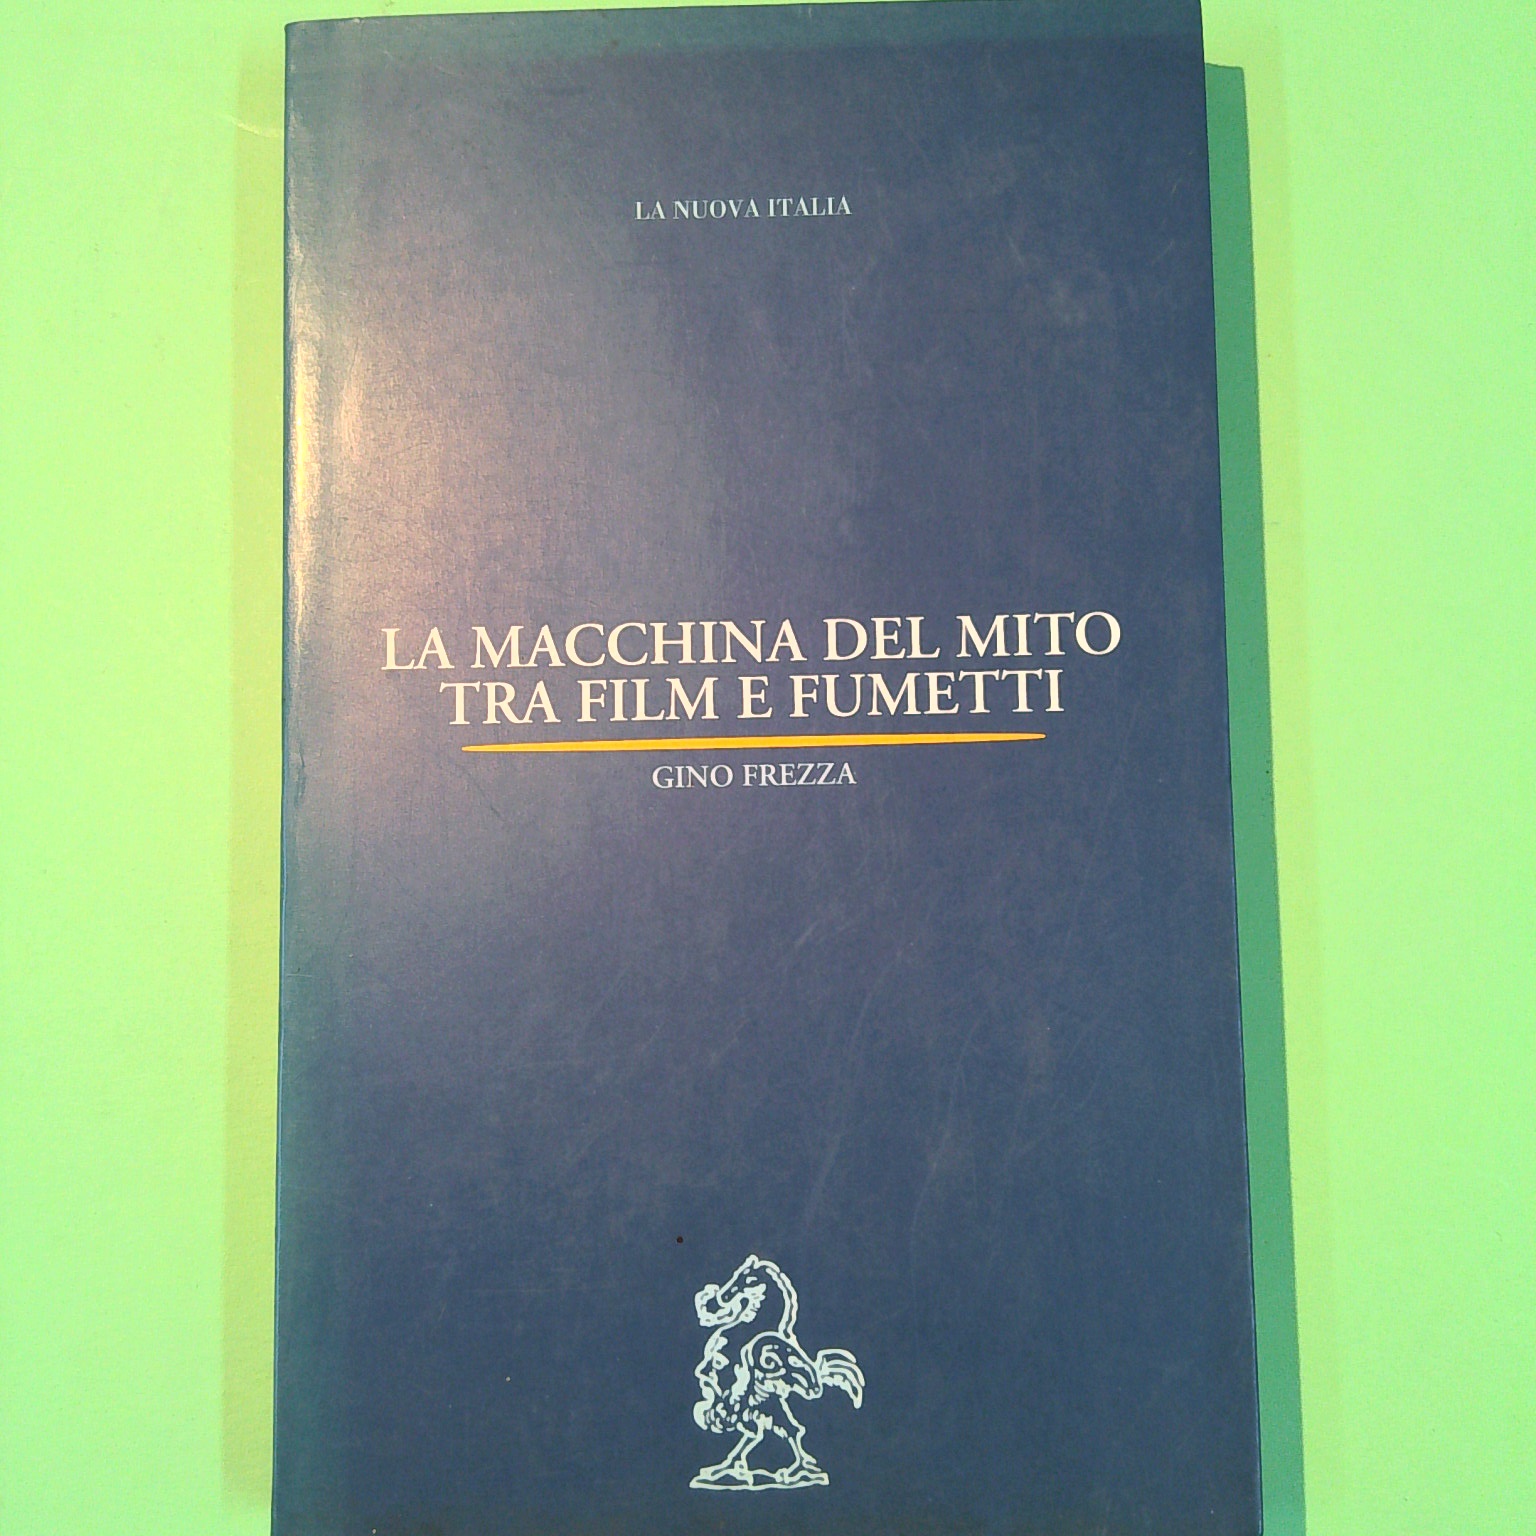 LA NUOVA ITALIA
LA MACCHINA DEL MITO
TRA FILM E FUMETTI
GINO FREZZA